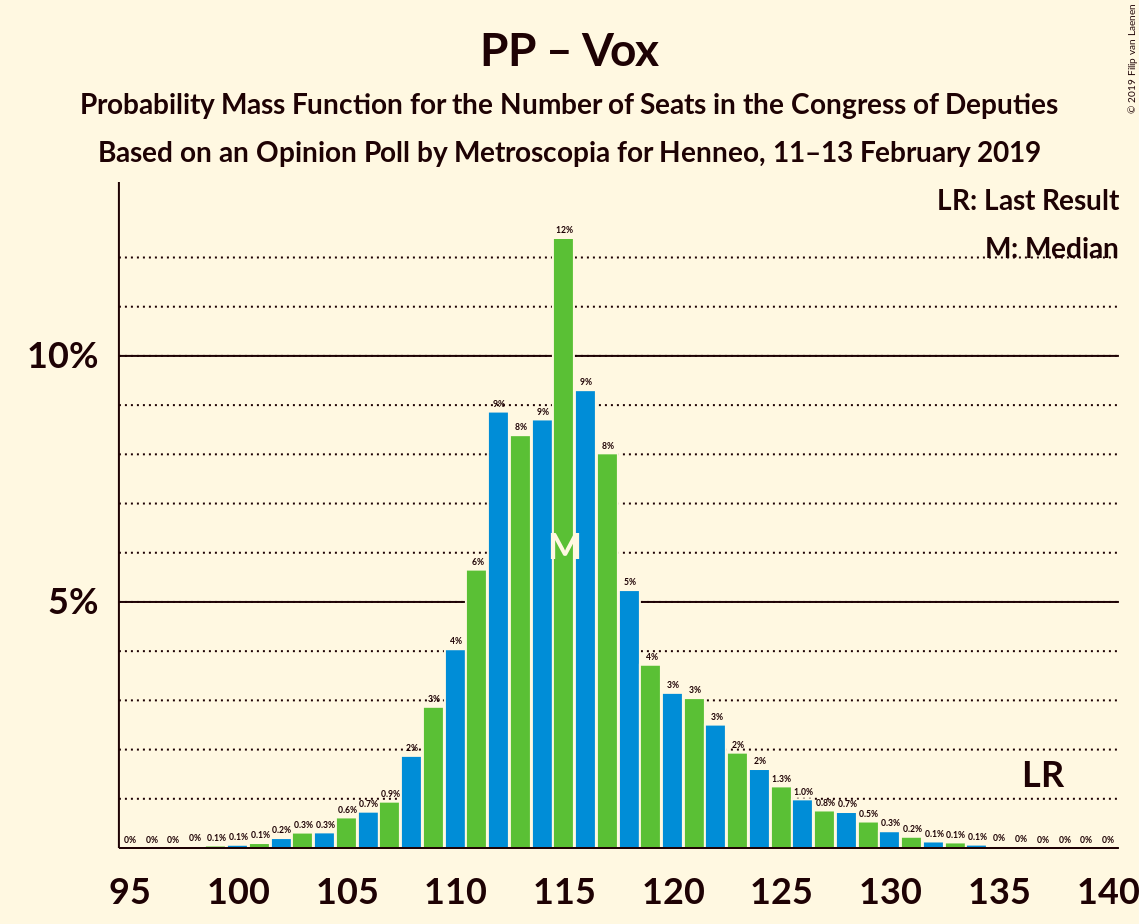 PP – Vox
Probability Mass Function for the Number of Seats in the Congress of Deputies
Based on an Opinion Poll by Metroscopia for Henneo, 11–13 February 2019
© 2019 Filip van Laenen
LR: Last Result
M: Median
10%
5%
0% 0% 0% 0% 0.1% 0.1% 0.1% 0.2% 0.3% 0.3% 0.6% 0.7% 0.9% 2% 3% 4% 6% 9% 8% 9% 12% 9% 8% 5% 4% 3% 3% 3% 2% 2% 1.3% 1.0% 0.8% 0.7% 0.5% 0.3% 0.2% 0.1% 0.1% 0.1% 0% 0% 0% 0% 0% 0%
M
LR
95 100 105 110 115 120 125 130 135 140